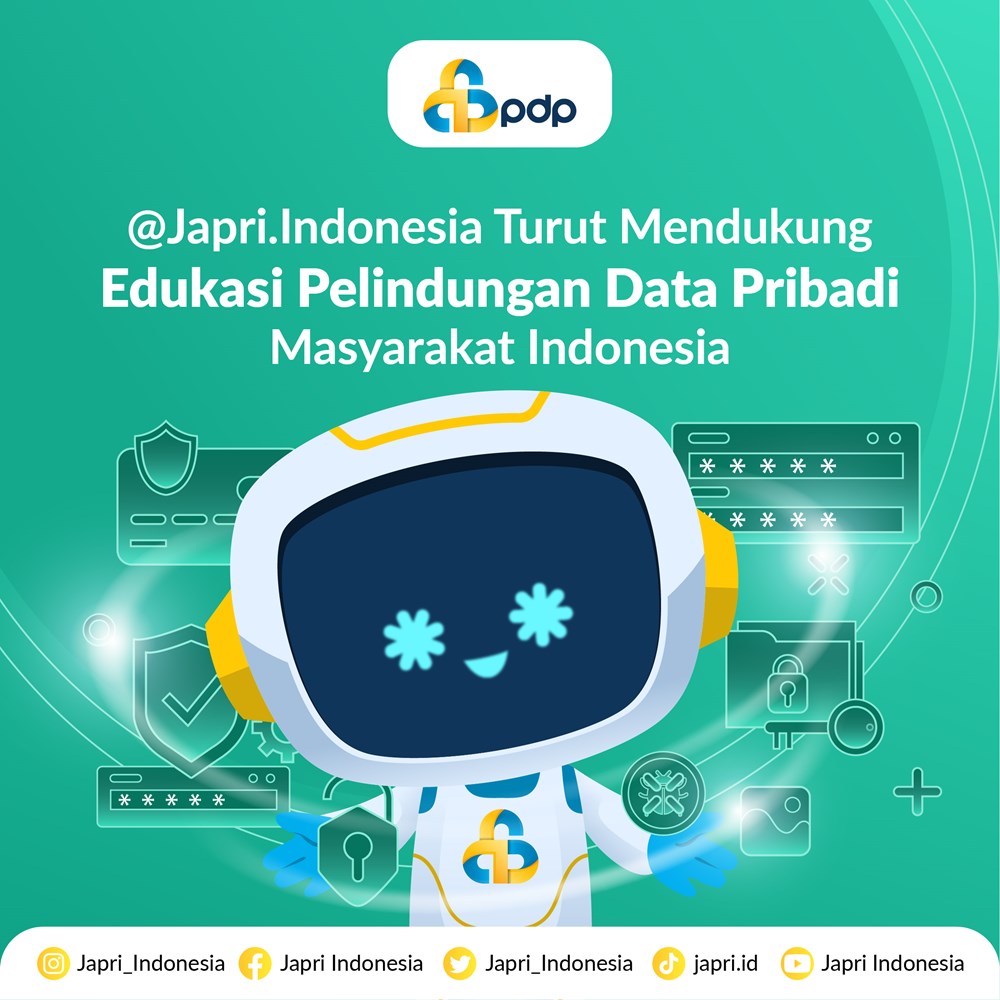 pdp
@Japri.Indonesia Turut Mendukung
Edukasi Pelindungan Data Pribadi
Masyarakat Indonesia
* * * * *
* * * * *
* * * * *
Japri_Indonesia
Japri Indonesia
Japri_Indonesia
japri.id
Japri Indonesia